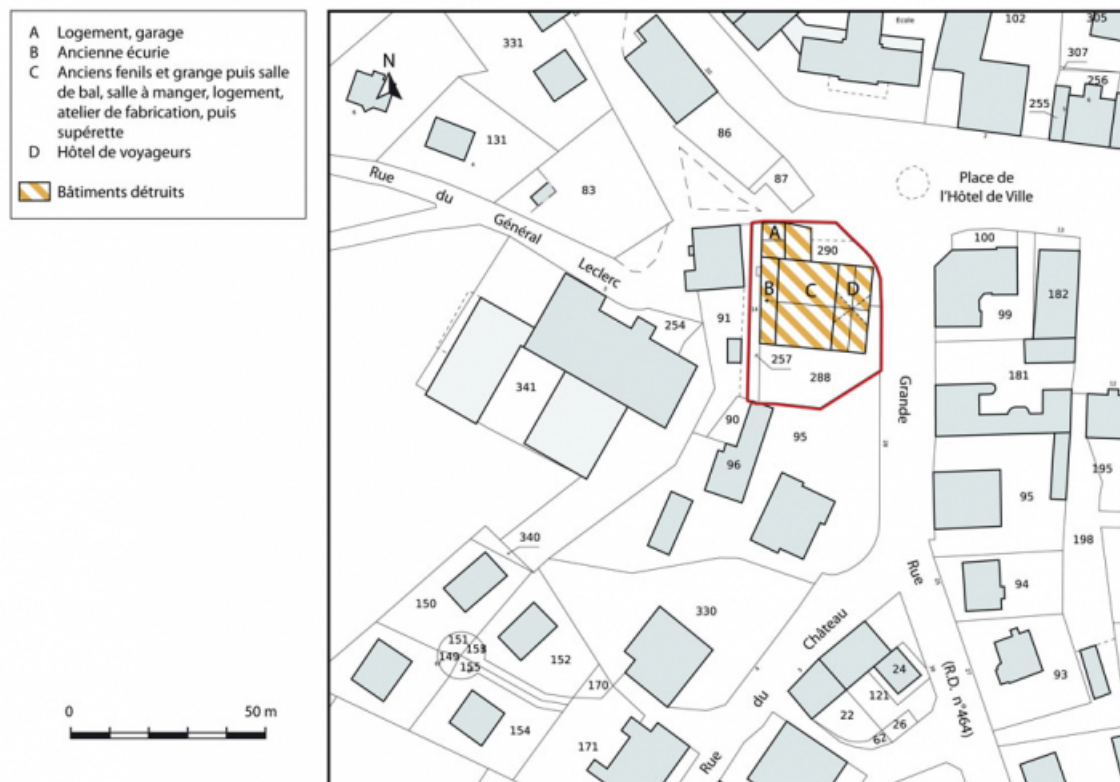 A Logement, garage
B Ancienne écurie
C Anciens fenils et grange puis salle
de bal, salle à manger, logement,
atelier de fabrication, puis
supérette
D Hôtel de voyageurs
Bâtiments détruits
0 50 m
N
331
131
83
86
87
Ecole
102
305
307
256
255
Place de
l'Hôtel de Ville
Rue du Général Leclerc
A
290
B
C
D
91
257
288
254
341
90
96
95
100
182
99
181
Grande
Rue
(R.D. n°464)
95
195
198
94
93
340
150
151
153
149
155
152
154
170
171
330
Château
du
Rue
24
121
22
26
62